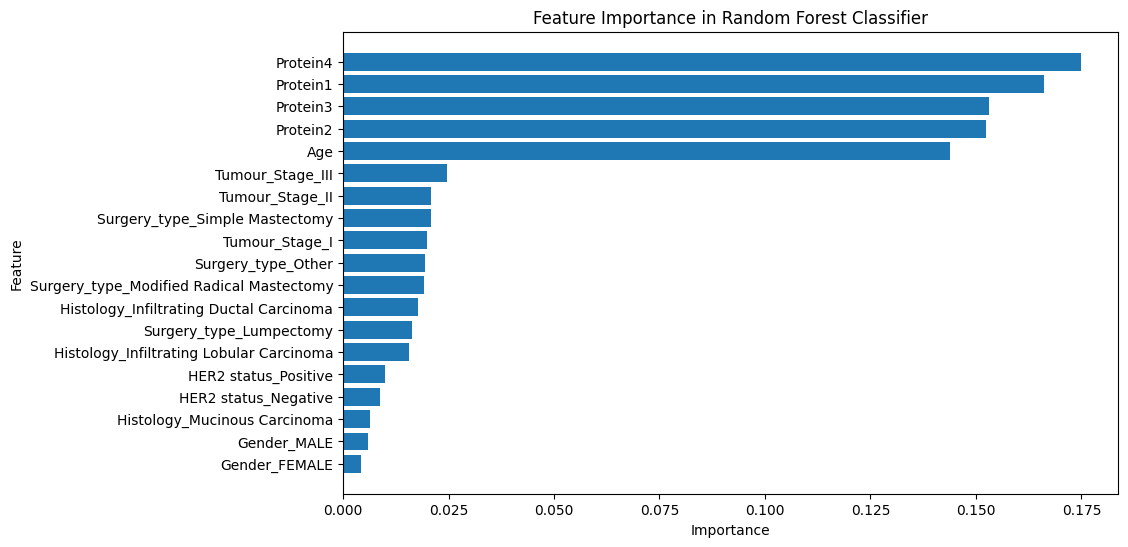 Feature Importance in Random Forest Classifier
Feature
Protein4
Protein1
Protein3
Protein2
Age
Tumour_Stage_III
Tumour_Stage_II
Surgery_type_Simple Mastectomy
Tumour_Stage_I
Surgery_type_Other
Surgery_type_Modified Radical Mastectomy
Histology_Infiltrating Ductal Carcinoma
Surgery_type_Lumpectomy
Histology_Infiltrating Lobular Carcinoma
HER2 status_Positive
HER2 status_Negative
Histology_Mucinous Carcinoma
Gender_MALE
Gender_FEMALE
0.000 0.025 0.050 0.075 0.100 0.125 0.150 0.175
Importance